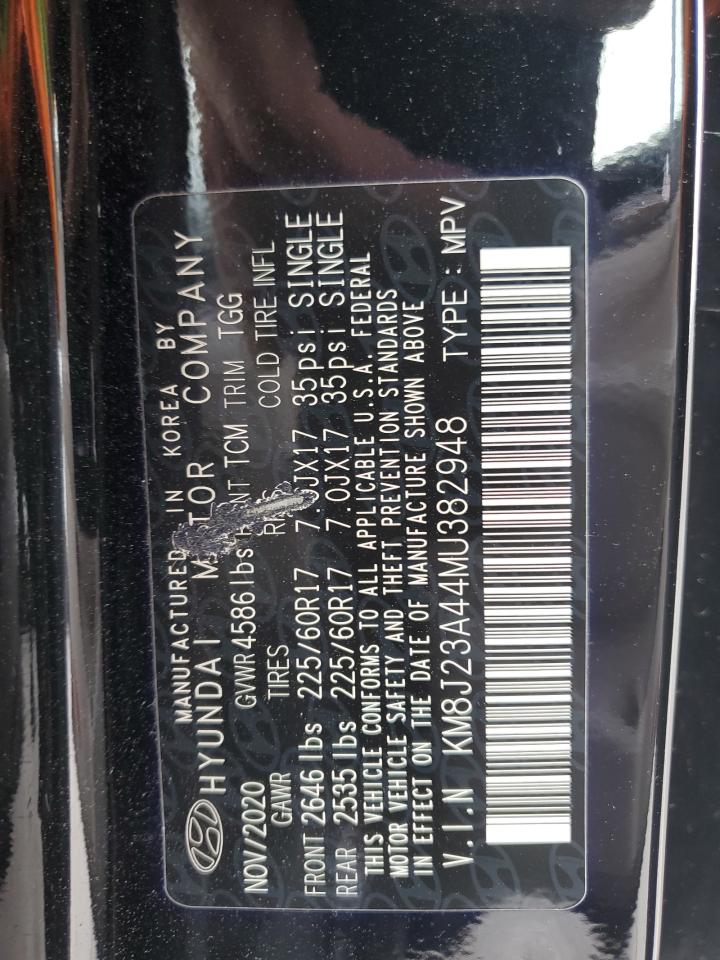 MANUFACTURED IN KOREA BY
HYUNDAI MOTOR COMPANY
NOV/2020 GVWR 4586 lbs TCM TRIM TGG
GAWR TIRES COLD TIRE INFL
FRONT 2646 lbs 225/60R17 7.0JX17 35psi SINGLE
REAR 2535 lbs 225/60R17 7.0JX17 35psi SINGLE
THIS VEHICLE CONFORMS TO ALL APPLICABLE U.S.A. FEDERAL
MOTOR VEHICLE SAFETY AND THEFT PREVENTION STANDARDS
IN EFFECT ON THE DATE OF MANUFACTURE SHOWN ABOVE
V.I.N KM8J23A44MU382948 TYPE : MPV